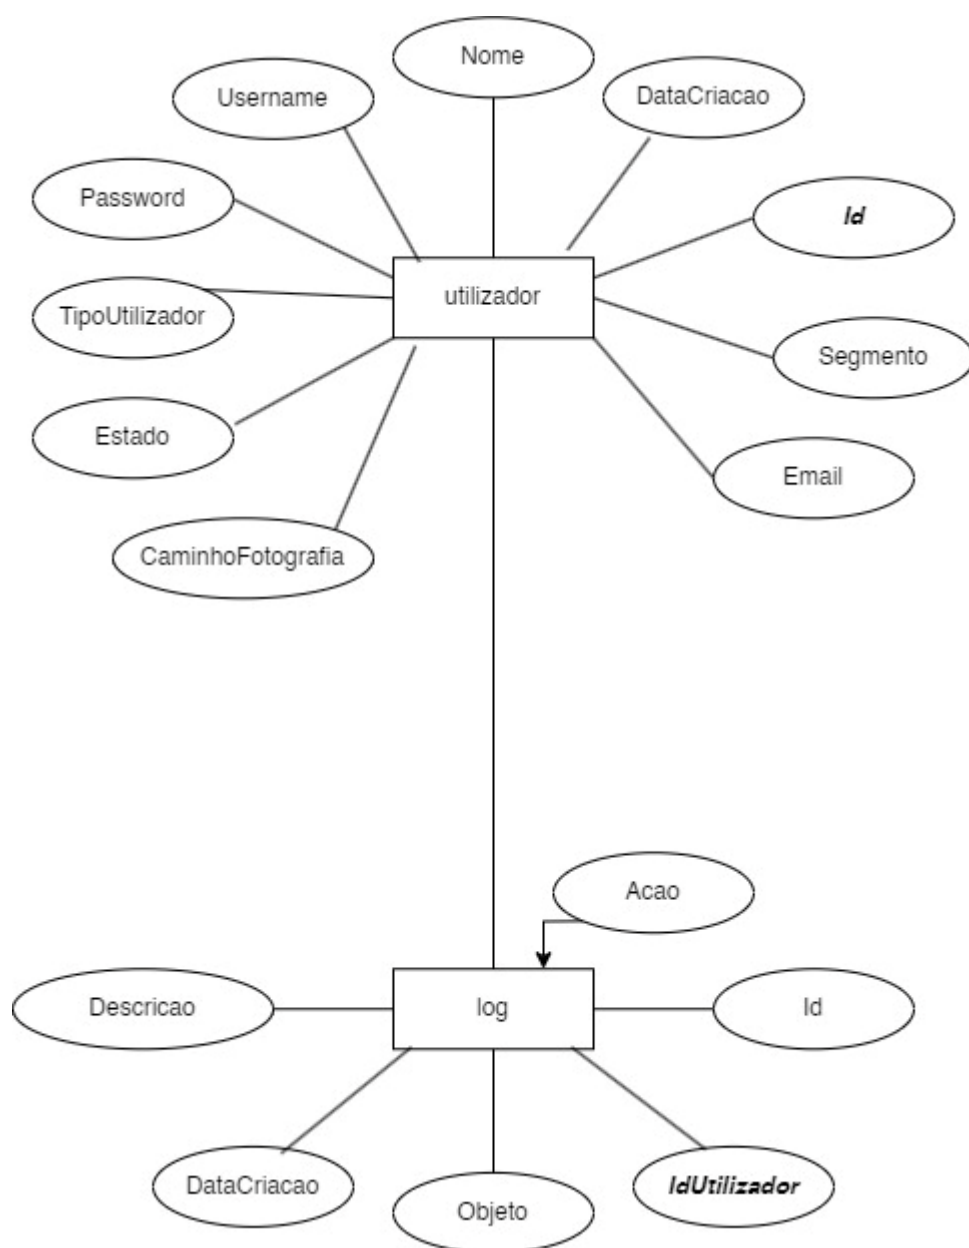 Nome
Username
DataCriacao
Password
Id
utilizador
TipoUtilizador
Segmento
Estado
Email
CaminhoFotografia
Acao
Descricao
log
Id
DataCriacao
Objeto
IdUtilizador